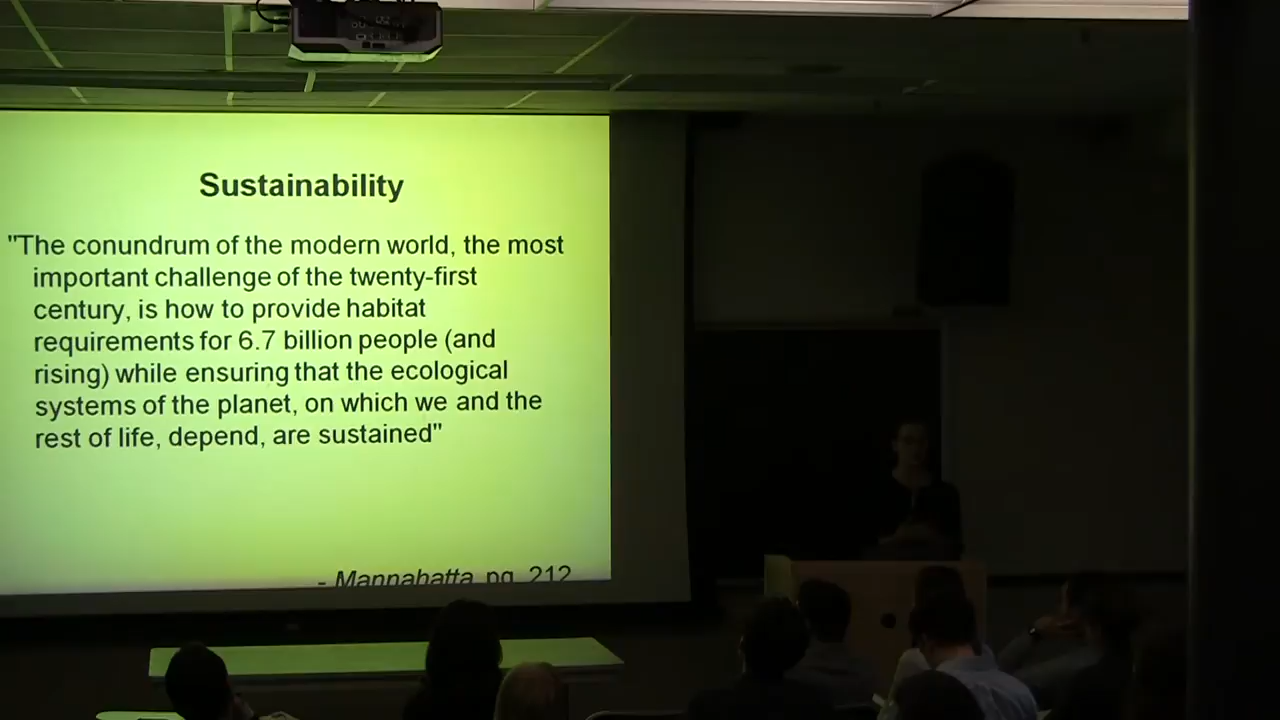 Sustainability
"The conundrum of the modern world, the most
important challenge of the twenty-first
century, is how to provide habitat
requirements for 6.7 billion people (and
rising) while ensuring that the ecological
systems of the planet, on which we and the
rest of life, depend, are sustained"
- Mannahatta, pg. 212